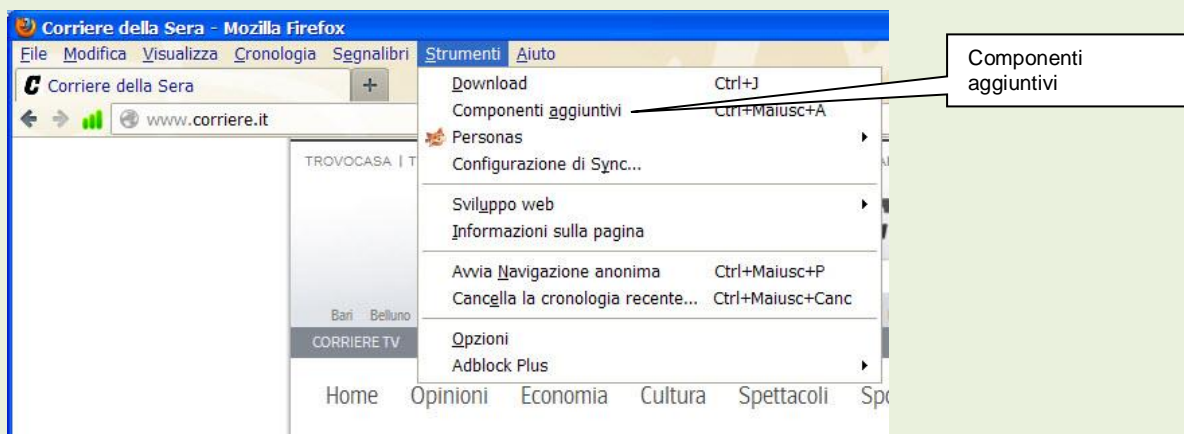 Corriere della Sera - Mozilla Firefox
File Modifica Visualizza Cronologia Segnalibri Strumenti Aiuto
Corriere della Sera
www.corriere.it
Download Ctrl+J
Componenti aggiuntivi Ctrl+Maiusc+A
Personas
Configurazione di Sync...
Sviluppo web
Informazioni sulla pagina
Avvia Navigazione anonima Ctrl+Maiusc+P
Cancella la cronologia recente... Ctrl+Maiusc+Canc
Opzioni
Adblock Plus
Componenti
aggiuntivi
TROVOCASA | T
Bari Belluno
CORRIERE TV
Home Opinioni Economia Cultura Spettacoli